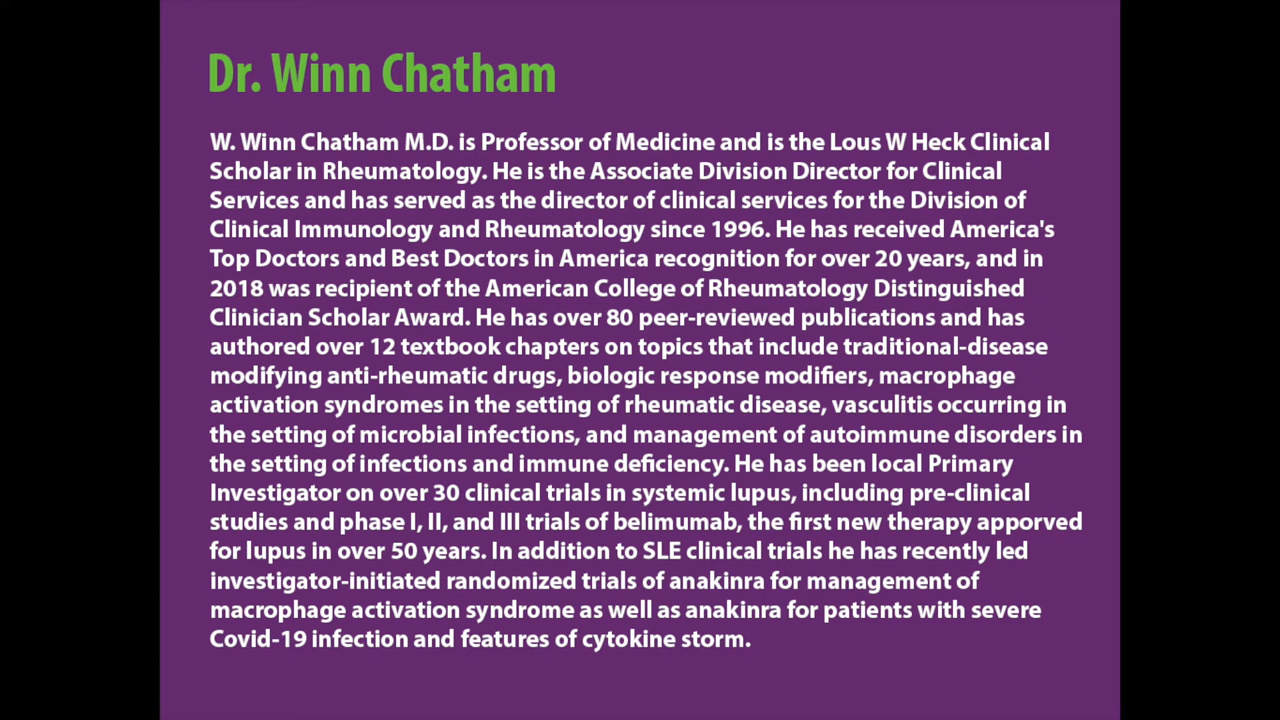 Dr. Winn Chatham
W. Winn Chatham M.D. is Professor of Medicine and is the Lous W Heck Clinical
Scholar in Rheumatology. He is the Associate Division Director for Clinical
Services and has served as the director of clinical services for the Division of
Clinical Immunology and Rheumatology since 1996. He has received America's
Top Doctors and Best Doctors in America recognition for over 20 years, and in
2018 was recipient of the American College of Rheumatology Distinguished
Clinician Scholar Award. He has over 80 peer-reviewed publications and has
authored over 12 textbook chapters on topics that include traditional-disease
modifying anti-rheumatic drugs, biologic response modifiers, macrophage
activation syndromes in the setting of rheumatic disease, vasculitis occurring in
the setting of microbial infections, and management of autoimmune disorders in
the setting of infections and immune deficiency. He has been local Primary
Investigator on over 30 clinical trials in systemic lupus, including pre-clinical
studies and phase I, II, and III trials of belimumab, the first new therapy apporved
for lupus in over 50 years. In addition to SLE clinical trials he has recently led
investigator-initiated randomized trials of anakinra for management of
macrophage activation syndrome as well as anakinra for patients with severe
Covid-19 infection and features of cytokine storm.